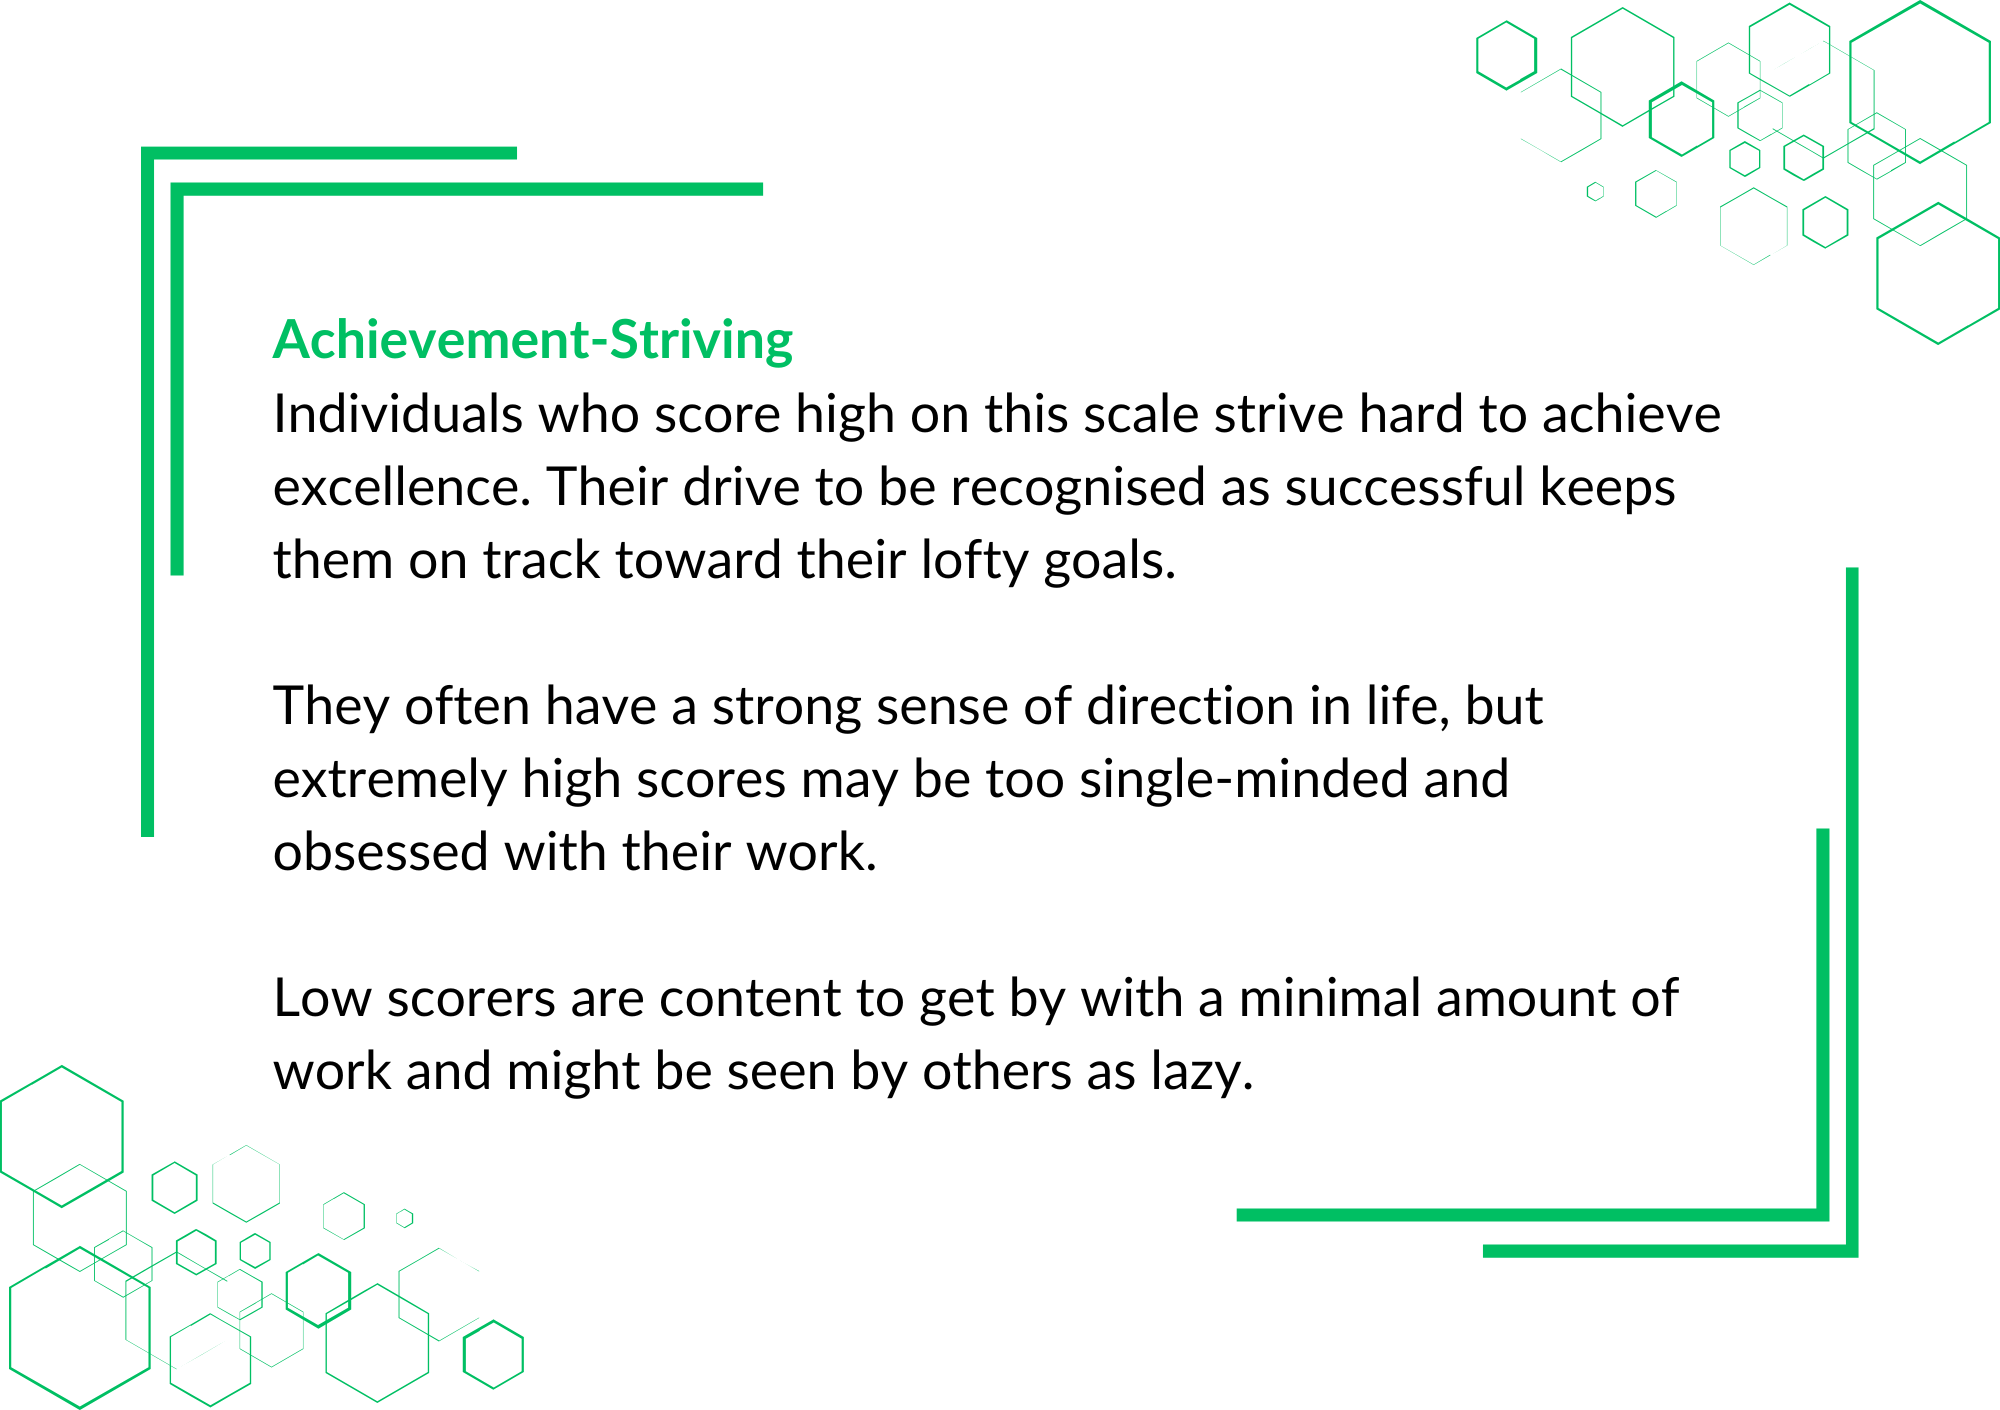 Achievement-Striving
Individuals who score high on this scale strive hard to achieve
excellence. Their drive to be recognised as successful keeps
them on track toward their lofty goals.
They often have a strong sense of direction in life, but
extremely high scores may be too single-minded and
obsessed with their work.
Low scorers are content to get by with a minimal amount of
work and might be seen by others as lazy.